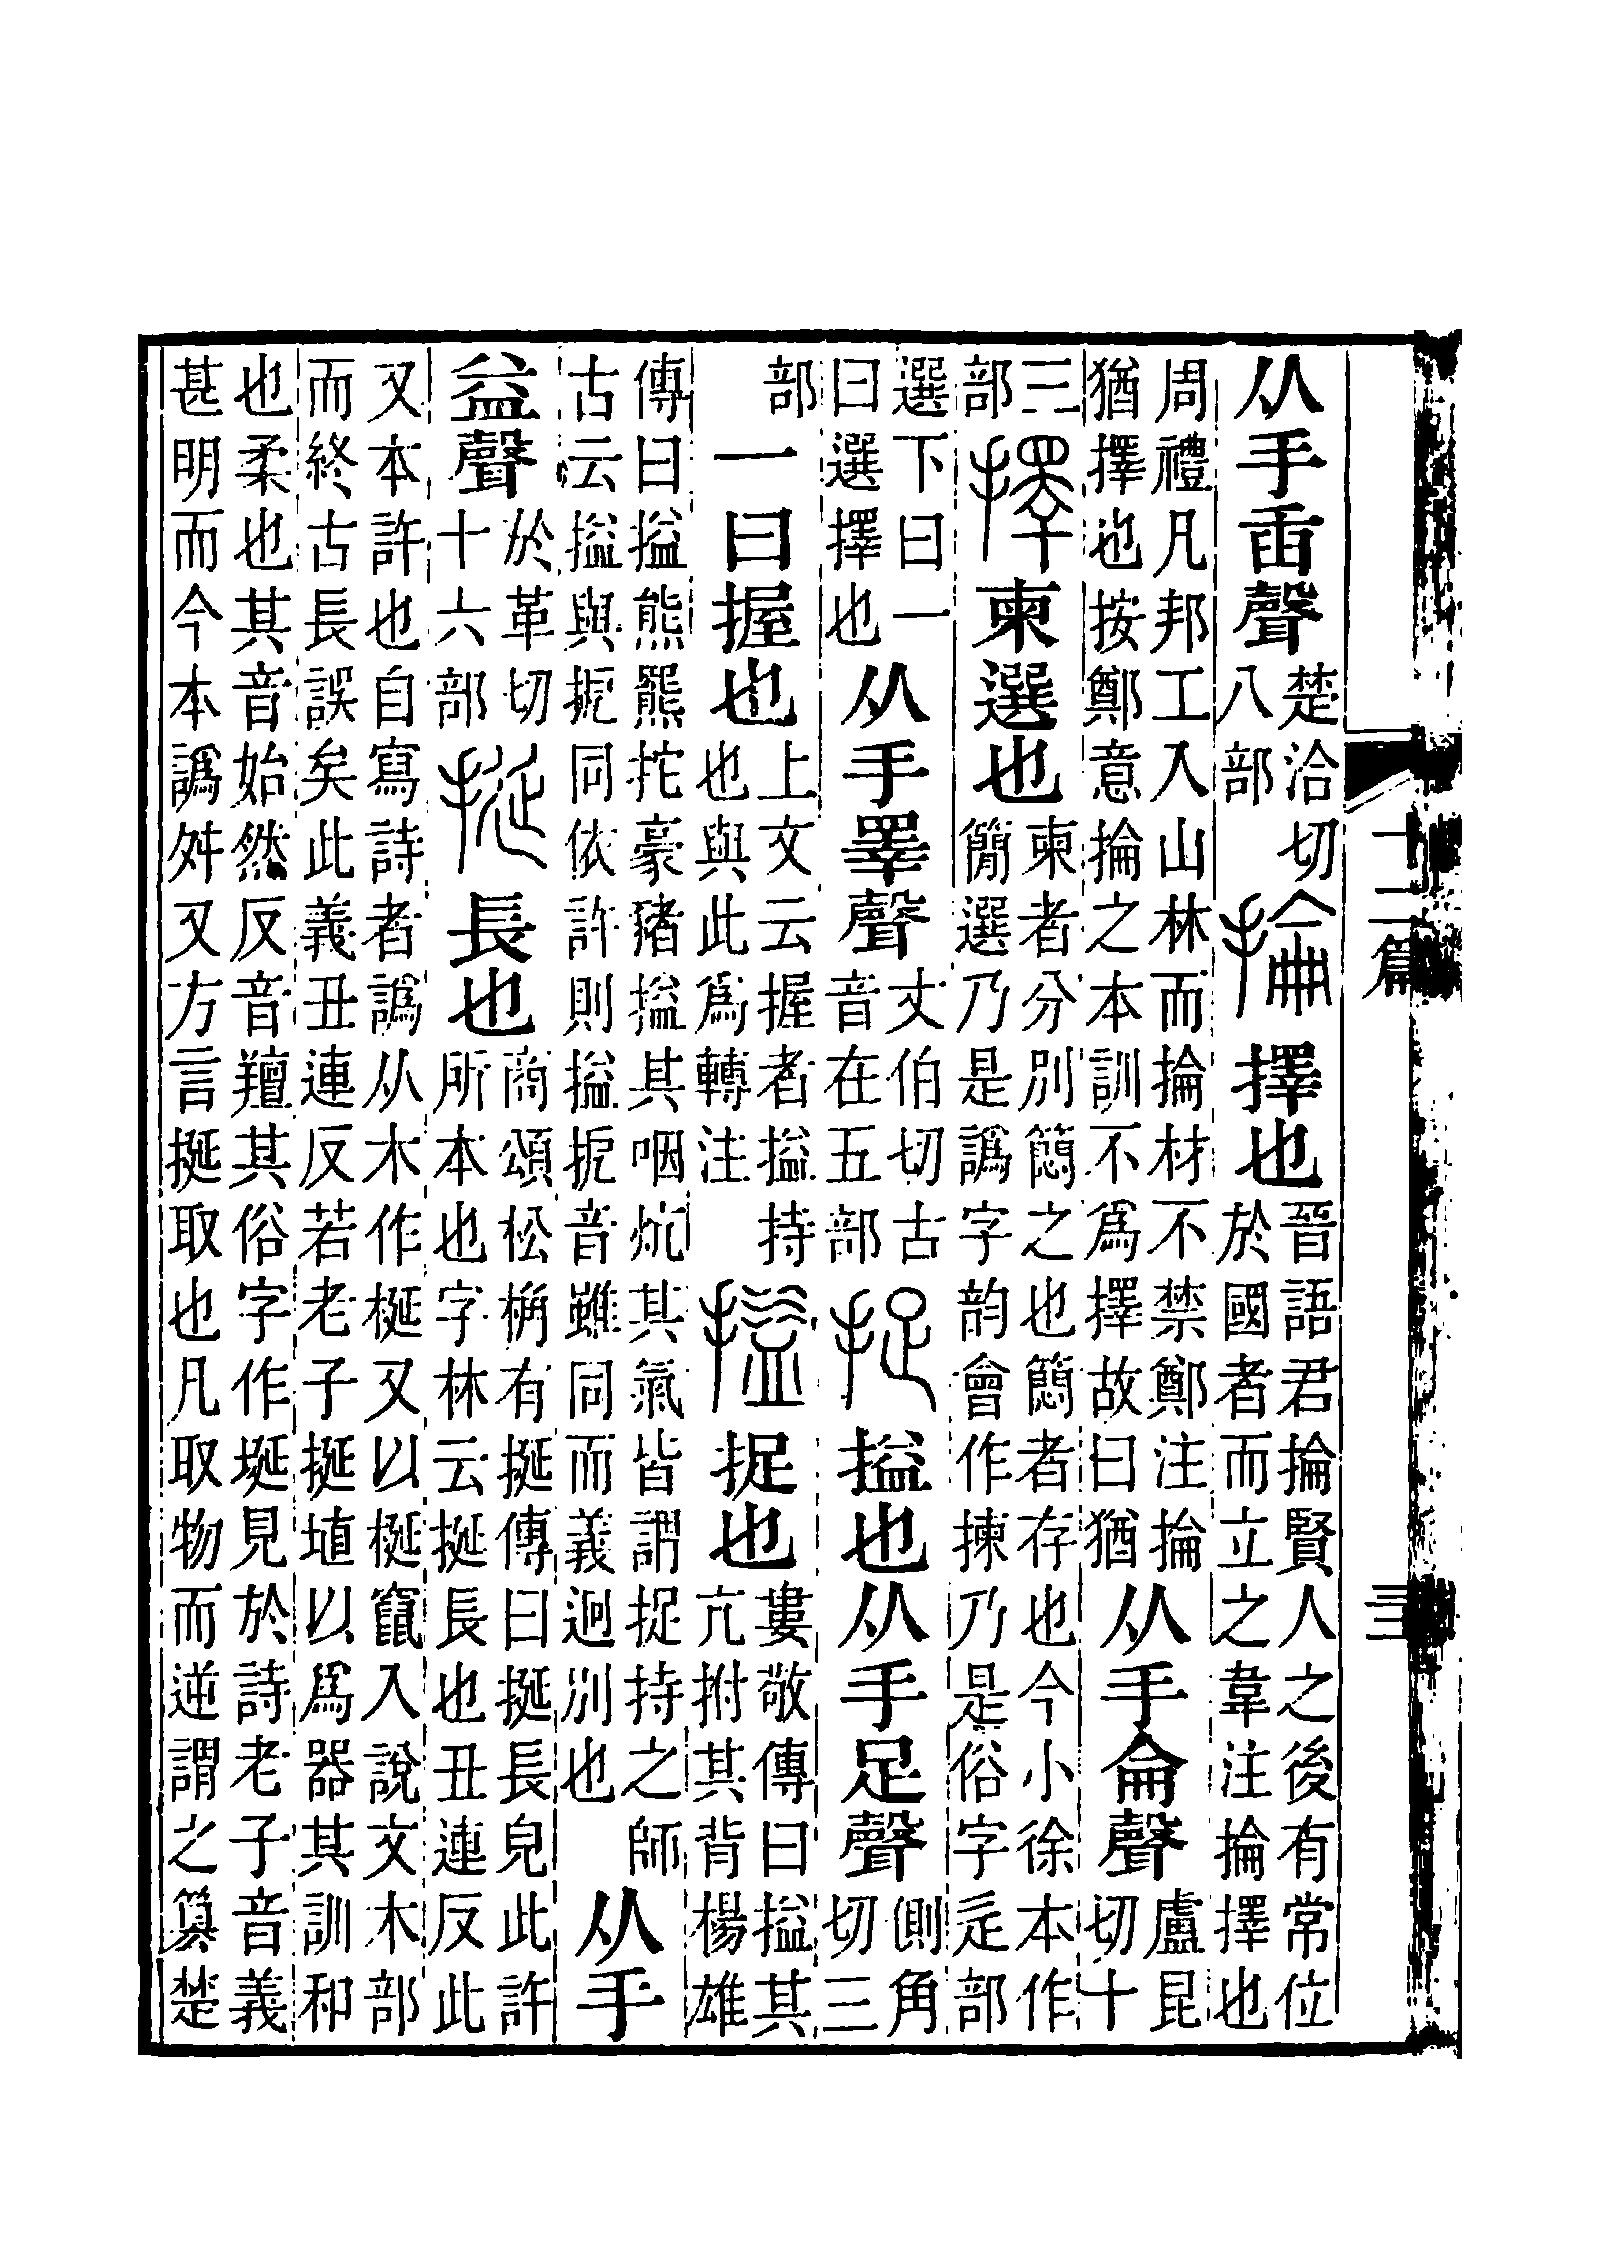 从手臿聲楚洽切八部掄擇也晉語君掄賢人之後有常位於國者而立之韋注掄擇也
周禮凡邦工入山林而掄材不禁鄭注掄猶擇也按鄭意掄之本訓不爲擇故曰猶从手侖聲盧昆切十
三部擇柬選也柬者分別簡之也簡者存也今小徐本作簡選乃是譌字韵會作揀乃是俗字辵部
選下曰一曰選擇也从手睪聲丈伯切古音在五部捉搤也从手足聲側角切三
部一曰握也上文云握者搤持也與此爲轉注搤捉也婁敬傳曰搤其亢拊其背楊雄
傳曰搤熊羆拕豪豬搤其咽炕其氣皆謂捉持之師古云搤與扼同依許則搤扼音雖同而義迥別也从手
益聲於革切十六部挻長也商頌松桷有挻傳曰挻長皃此許所本也字林云挻長也丑連反此
又本許也自寫詩者譌从木作梴又以梴竄入說文木部而終古長誤矣此義丑連反若老子挻埴以爲器其訓和
也柔也其音始然反音羶其俗字作埏見於詩老子音義甚明而今本譌舛又方言挻取也凡取物而逆謂之篡楚
十二篇